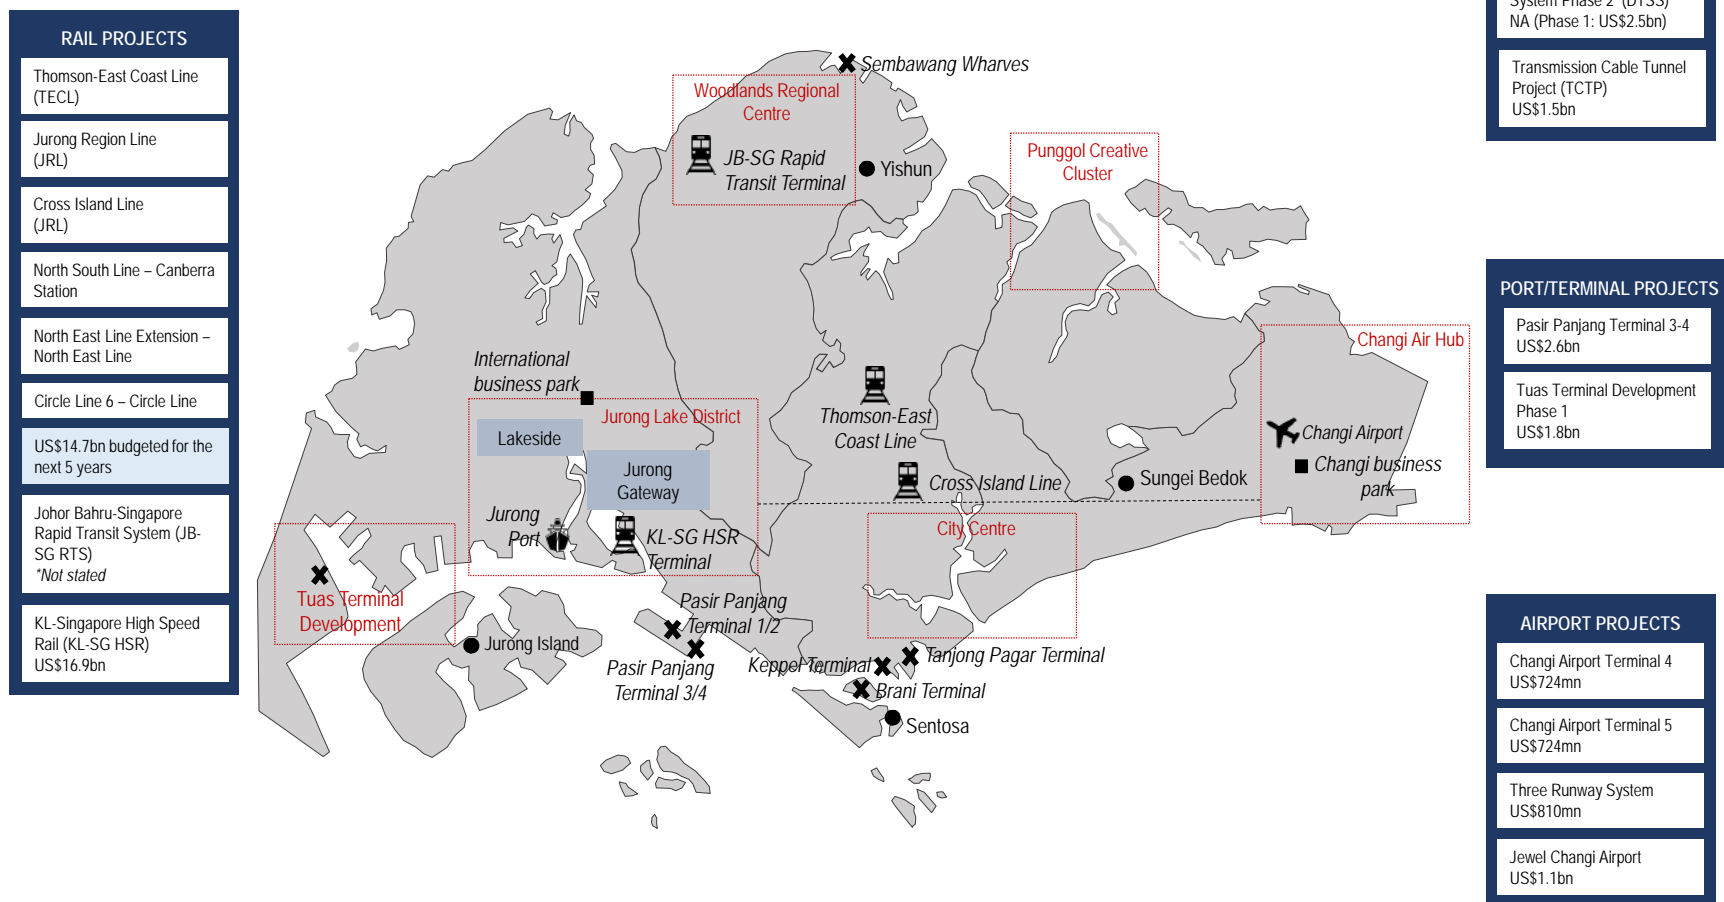 RAIL PROJECTS
Thomson-East Coast Line
(TECL)
Jurong Region Line
(JRL)
Cross Island Line
(JRL)
North South Line – Canberra
Station
North East Line Extension –
North East Line
Circle Line 6 – Circle Line
US$14.7bn budgeted for the
next 5 years
Johor Bahru-Singapore
Rapid Transit System (JB-
SG RTS)
*Not stated
KL-Singapore High Speed
Rail (KL-SG HSR)
US$16.9bn
Sembawang Wharves
Woodlands Regional
Centre
JB-SG Rapid
Transit Terminal
Yishun
Punggol Creative
Cluster
International
business park
Jurong Lake District
Lakeside
Jurong
Gateway
Jurong
Port
KL-SG HSR
Terminal
Thomson-East
Coast Line
Cross Island Line
Sungei Bedok
Changi Air Hub
Changi Airport
Changi business
park
City Centre
Tuas Terminal
Development
Jurong Island
Pasir Panjang
Terminal 1/2
Pasir Panjang
Terminal 3/4
Keppel Terminal
Tanjong Pagar Terminal
Brani Terminal
Sentosa
System Phase 2 (DTSS)
NA (Phase 1: US$2.5bn)
Transmission Cable Tunnel
Project (TCTP)
US$1.5bn
PORT/TERMINAL PROJECTS
Pasir Panjang Terminal 3-4
US$2.6bn
Tuas Terminal Development
Phase 1
US$1.8bn
AIRPORT PROJECTS
Changi Airport Terminal 4
US$724mn
Changi Airport Terminal 5
US$724mn
Three Runway System
US$810mn
Jewel Changi Airport
US$1.1bn